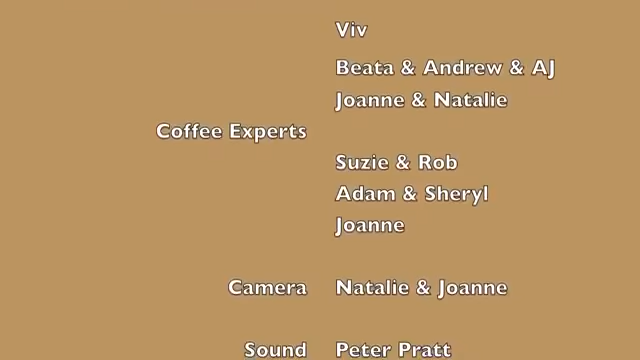 Viv
Beata & Andrew & AJ
Joanne & Natalie
Coffee Experts
Suzie & Rob
Adam & Sheryl
Joanne
Camera Natalie & Joanne
Sound Peter Pratt